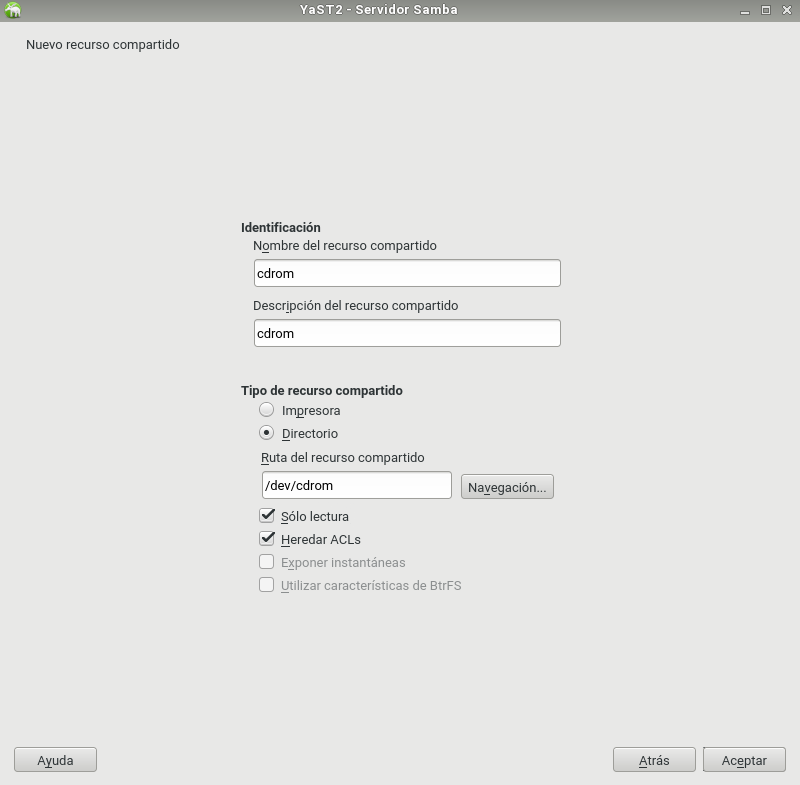 YaST2 - Servidor Samba
Nuevo recurso compartido
Identificación
Nombre del recurso compartido
cdrom
Descripción del recurso compartido
cdrom
Tipo de recurso compartido
Impresora
Directorio
Ruta del recurso compartido
/dev/cdrom Navegación...
Sólo lectura
Heredar ACLs
Exponer instantáneas
Utilizar características de BtrFS
Ayuda Atrás Aceptar